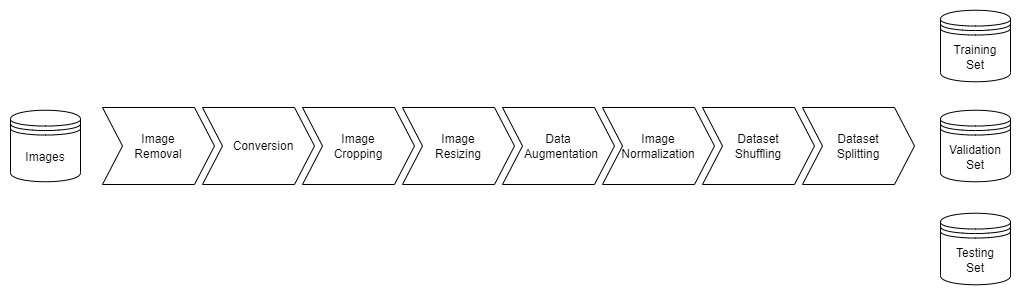 Images
Image
Removal
Conversion
Image
Cropping
Image
Resizing
Data
Augmentation
Image
Normalization
Dataset
Shuffling
Dataset
Splitting
Training
Set
Validation
Set
Testing
Set